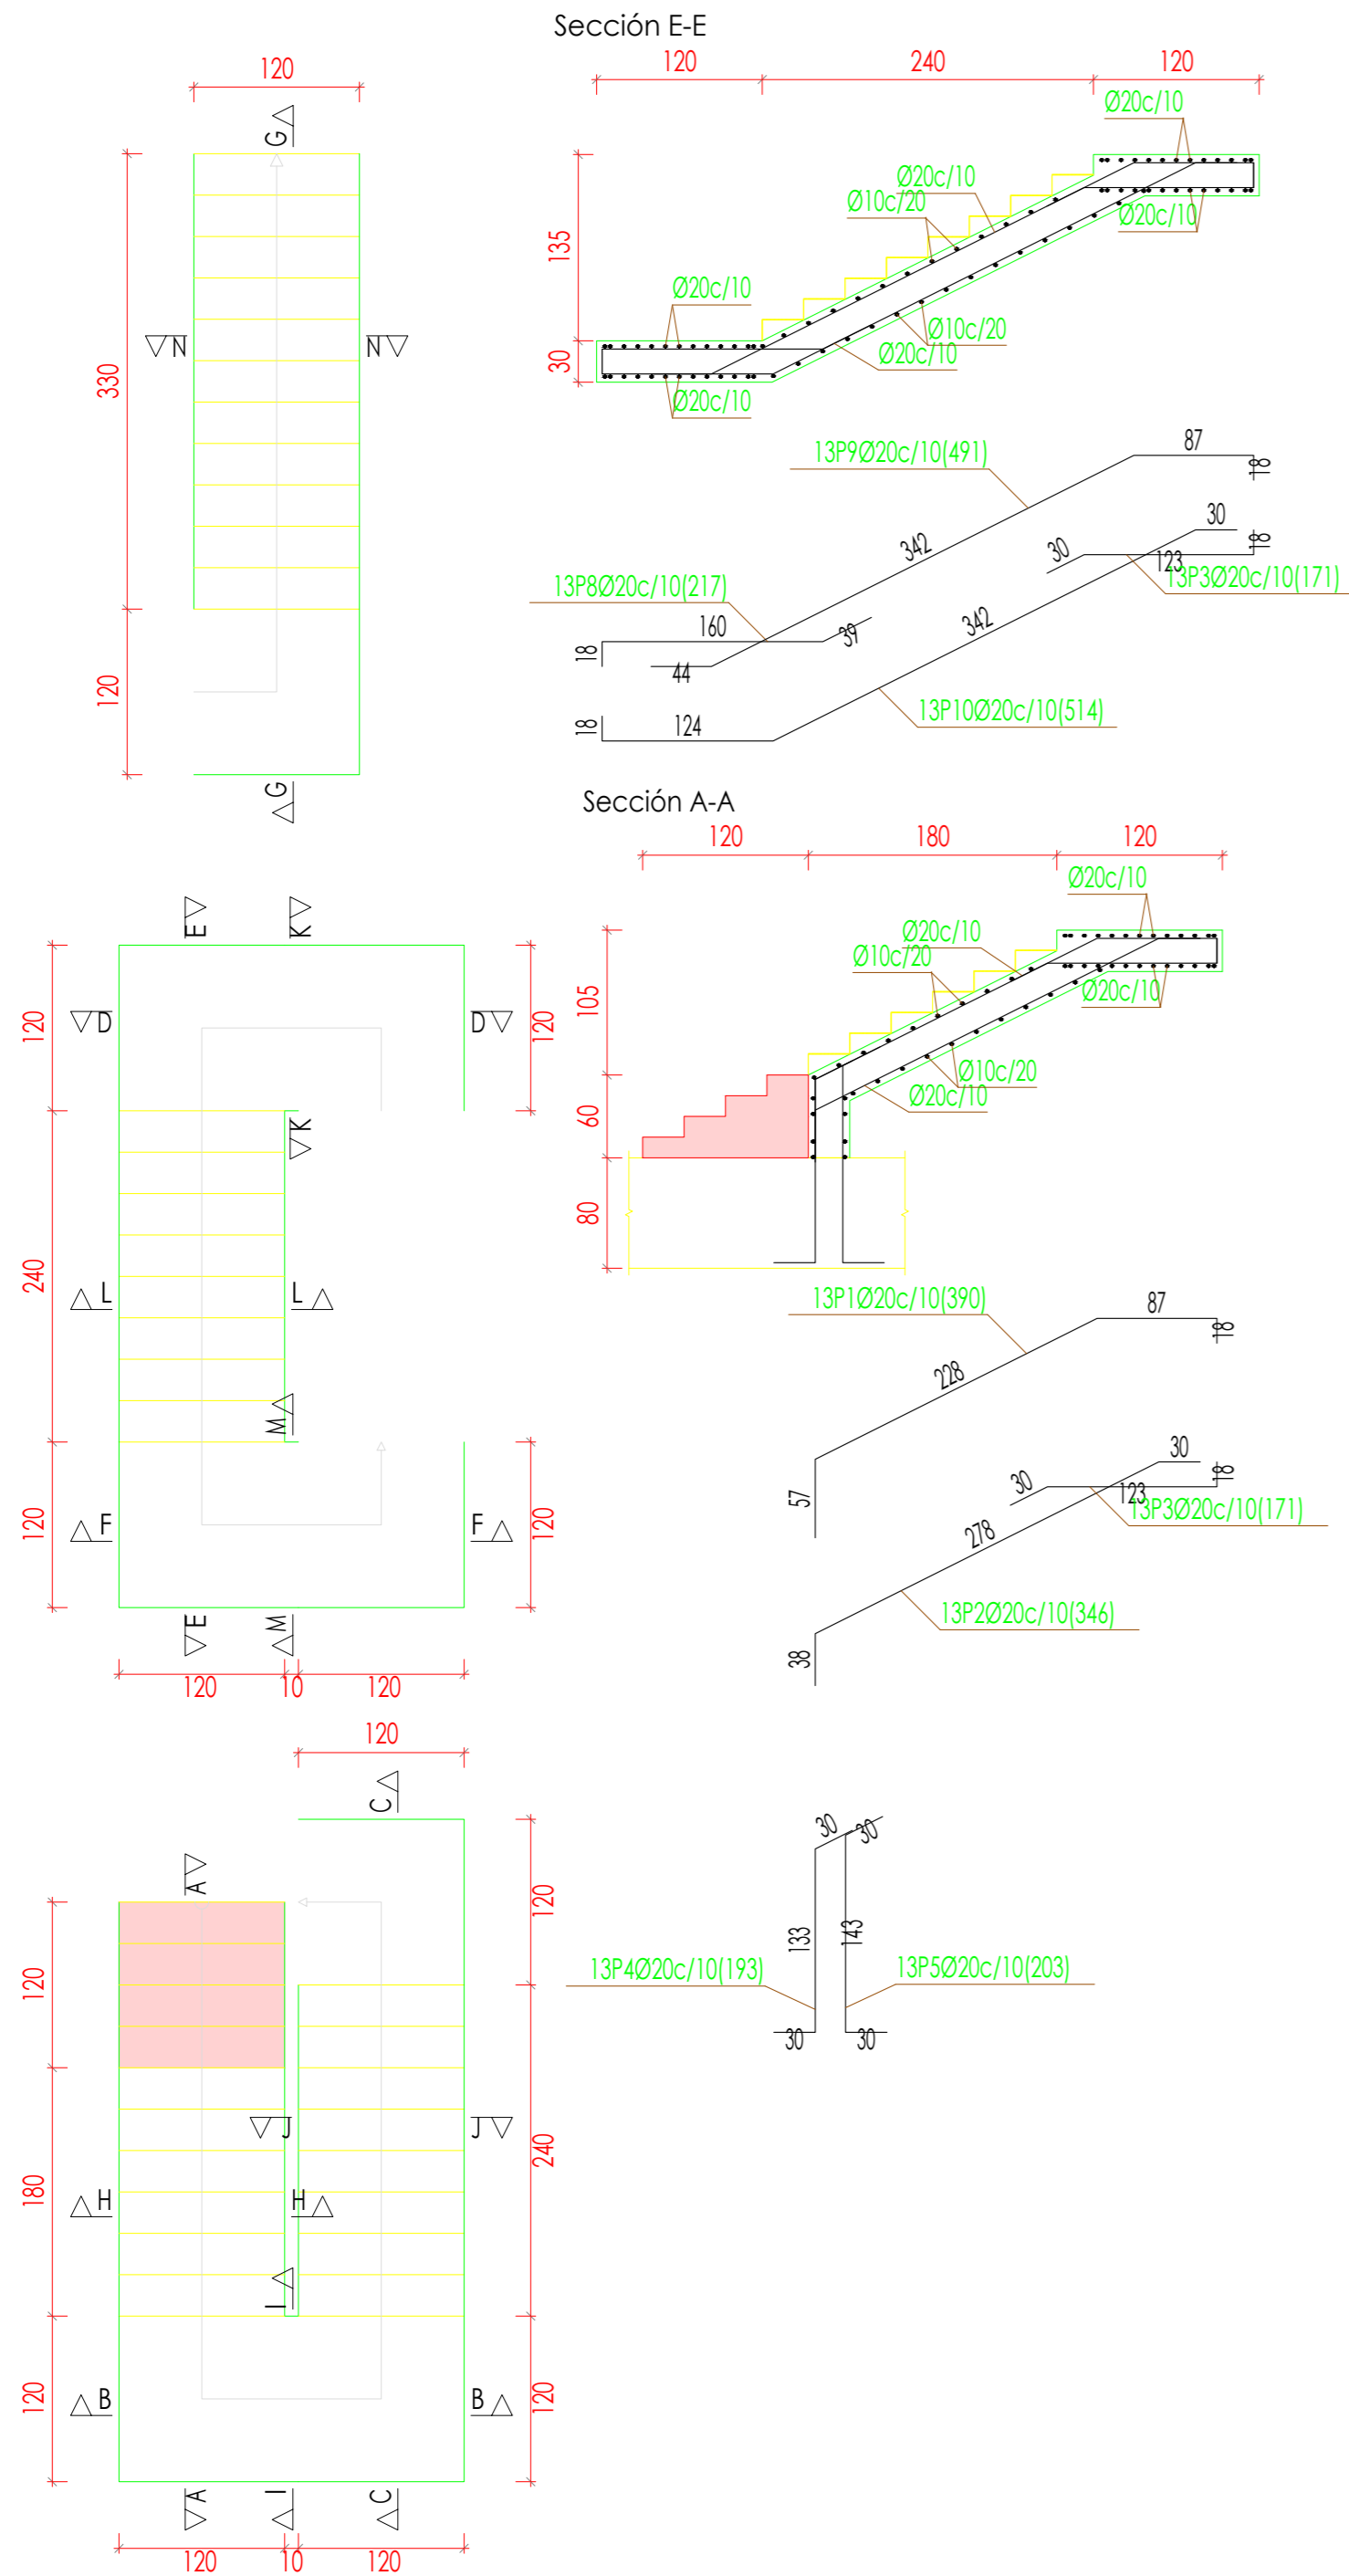 Sección E-E
120
240
120
120
G
Ø20c/10
Ø20c/10
Ø10c/20
Ø20c/10
135
Ø20c/10
N
N
Ø10c/20
330
30
Ø20c/10
Ø20c/10
13P9Ø20c/10(491)
87
18
30
342
30
18
123
13P8Ø20c/10(217)
13P3Ø20c/10(171)
160
39
342
18
120
44
13P10Ø20c/10(514)
18
124
G
Sección A-A
120
180
120
Ø20c/10
E
K
Ø20c/10
Ø10c/20
120
D
D
120
105
Ø20c/10
Ø10c/20
Ø20c/10
K
60
80
240
L
L
13P1Ø20c/10(390)
87
18
228
M
30
30
18
57
123
13P3Ø20c/10(171)
120
F
F
120
278
13P2Ø20c/10(346)
E
M
38
120
10
120
120
C
30
30
A
120
133
143
120
13P4Ø20c/10(193)
13P5Ø20c/10(203)
30
30
J
J
240
180
H
H
I
120
B
B
120
A
I
C
120
10
120